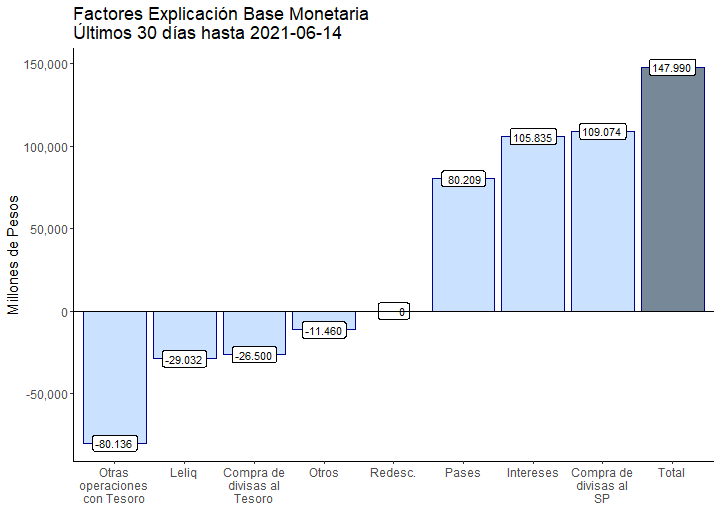 Factores Explicación Base Monetaria
Últimos 30 días hasta 2021-06-14
Millones de Pesos
150,000
100,000
50,000
0
-50,000
-80.136
-29.032
-26.500
-11.460
0
80.209
105.835
109.074
147.990
Otras
operaciones
con Tesoro
Leliq
Compra de
divisas al
Tesoro
Otros
Redesc.
Pases
Intereses
Compra de
divisas al
SP
Total